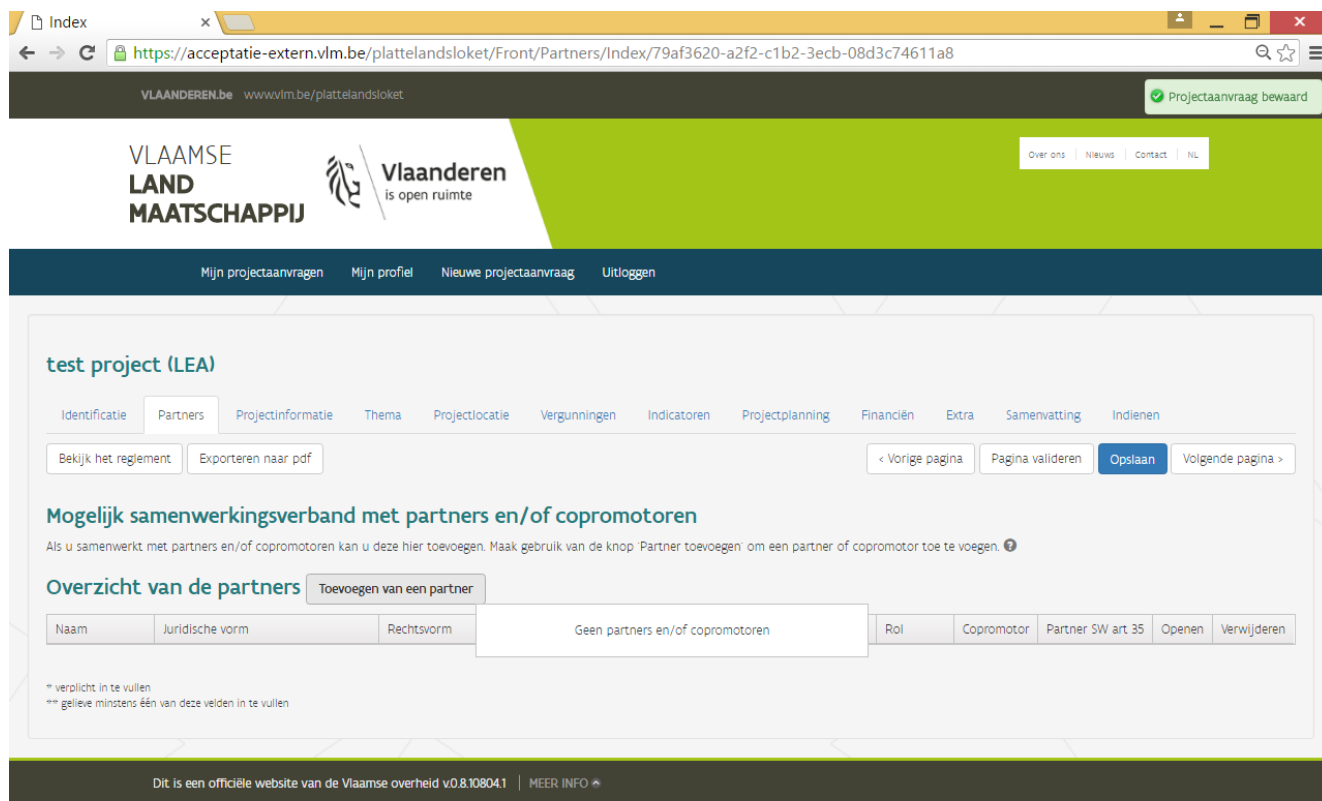 Index
https://acceptatie-extern.vlm.be/plattelandsloket/Front/Partners/Index/79af3620-a2f2-c1b2-3ecb-08d3c74611a8
VLAANDEREN.be www.vlm.be/plattelandsloket
Projectaanvraag bewaard
VLAAMSE
LAND
MAATSCHAPPIJ
Vlaanderen
is open ruimte
Over ons | Nieuws | Contact | NL
Mijn projectaanvragen Mijn profiel Nieuwe projectaanvraag Uitloggen
test project (LEA)
Identificatie Partners Projectinformatie Thema Projectlocatie Vergunningen Indicatoren Projectplanning Financiën Extra Samenvatting Indienen
Bekijk het reglement Exporteren naar pdf < Vorige pagina Pagina valideren Opslaan Volgende pagina >
Mogelijk samenwerkingsverband met partners en/of copromotoren
Als u samenwerkt met partners en/of copromotoren kan u deze hier toevoegen. Maak gebruik van de knop 'Partner toevoegen' om een partner of copromotor toe te voegen. ?
Overzicht van de partners Toevoegen van een partner
Naam Juridische vorm Rechtsvorm Geen partners en/of copromotoren Rol Copromotor Partner SW art 35 Openen Verwijderen
* verplicht in te vullen
** gelieve minstens één van deze velden in te vullen
Dit is een officiële website van de Vlaamse overheid v.0.8.10804.1 | MEER INFO